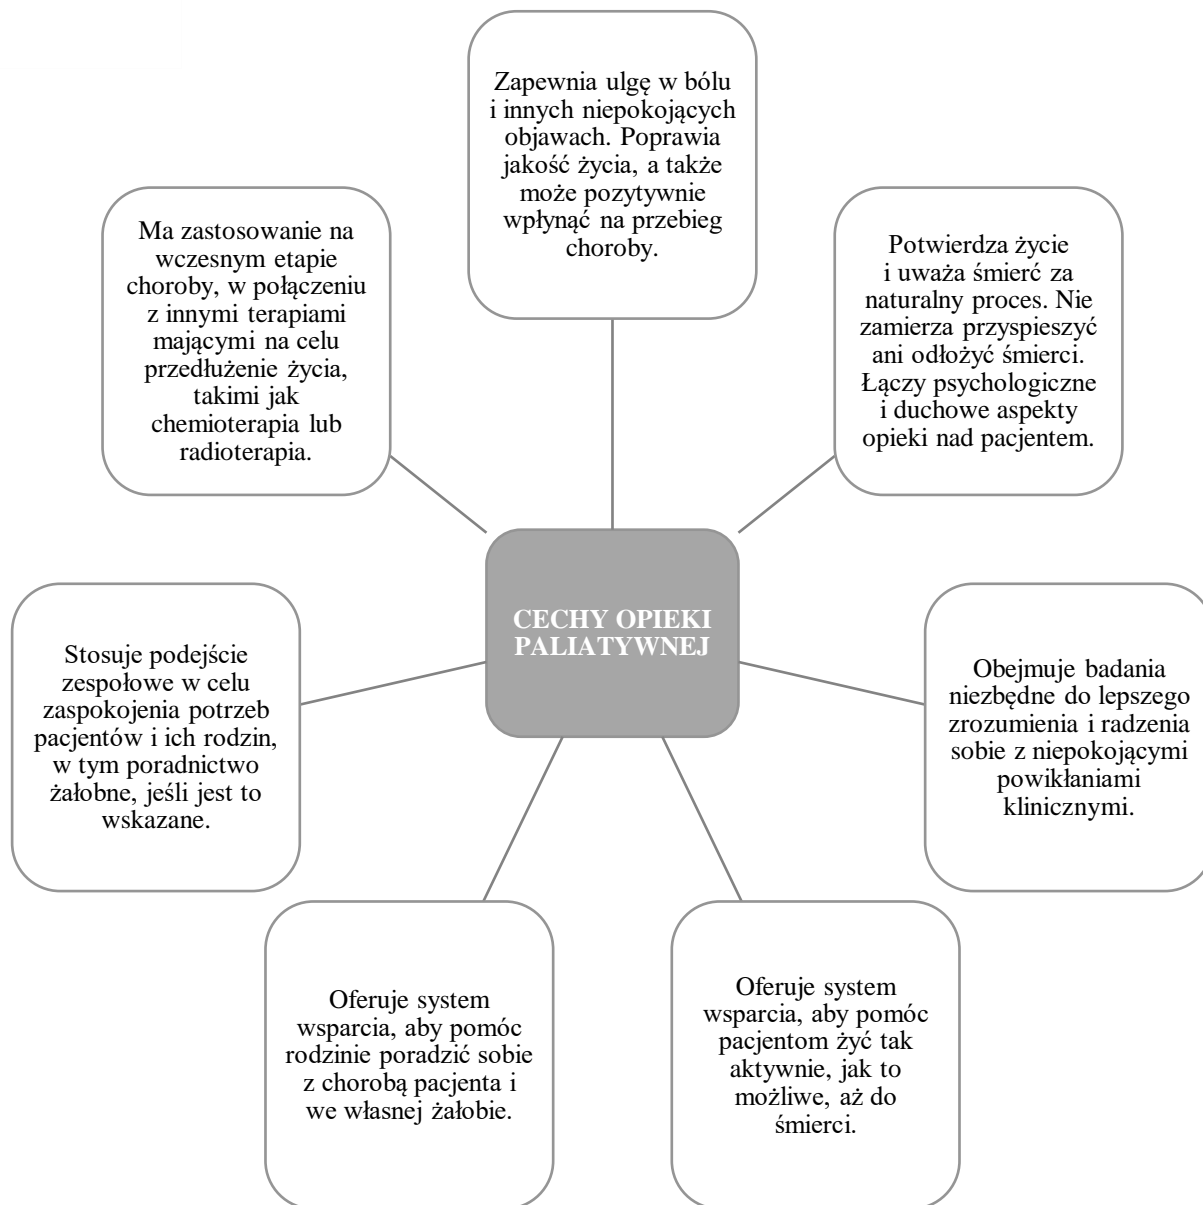 Zapewnia ulgę w bólu
i innych niepokojących
objawach. Poprawia
jakość życia, a także
może pozytywnie
wpłynąć na przebieg
choroby.
Potwierdza życie
i uważa śmierć za
naturalny proces. Nie
zamierza przyspieszyć
ani odłożyć śmierci.
Łączy psychologiczne
i duchowe aspekty
opieki nad pacjentem.
Obejmuje badania
niezbędne do lepszego
zrozumienia i radzenia
sobie z niepokojącymi
powikłaniami
klinicznymi.
Oferuje system
wsparcia, aby pomóc
pacjentom żyć tak
aktywnie, jak to
możliwe, aż do
śmierci.
Oferuje system
wsparcia, aby pomóc
rodzinie poradzić sobie
z chorobą pacjenta i
we własnej żałobie.
Stosuje podejście
zespołowe w celu
zaspokojenia potrzeb
pacjentów i ich rodzin,
w tym poradnictwo
żałobne, jeśli jest to
wskazane.
Ma zastosowanie na
wczesnym etapie
choroby, w połączeniu
z innymi terapiami
mającymi na celu
przedłużenie życia,
takimi jak
chemioterapia lub
radioterapia.
CECHY OPIEKI
PALIATYWNEJ